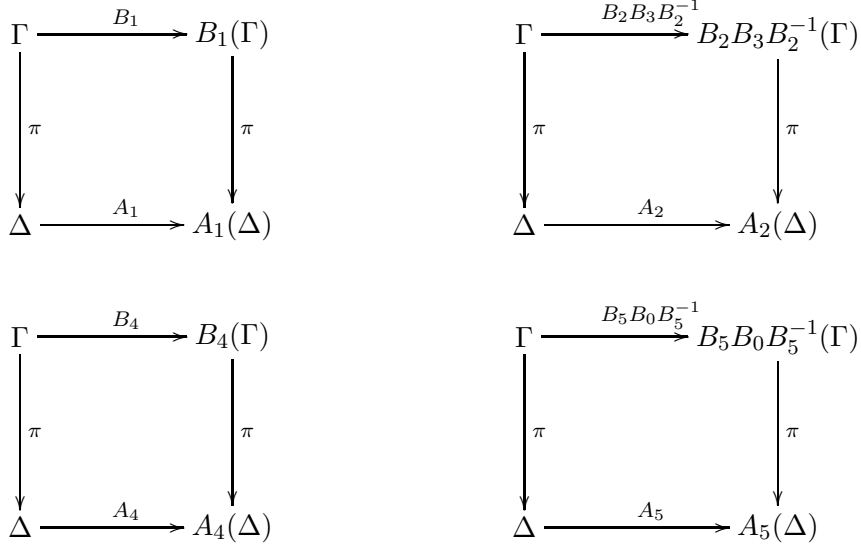 B₁ B₂B₃B₂⁻¹
Γ B₁(Γ) Γ B₂B₃B₂⁻¹(Γ)
π π π π
A₁ A₂
Δ A₁(Δ) Δ A₂(Δ)
B₄ B₅B₀B₅⁻¹
Γ B₄(Γ) Γ B₅B₀B₅⁻¹(Γ)
π π π π
A₄ A₅
Δ A₄(Δ) Δ A₅(Δ)